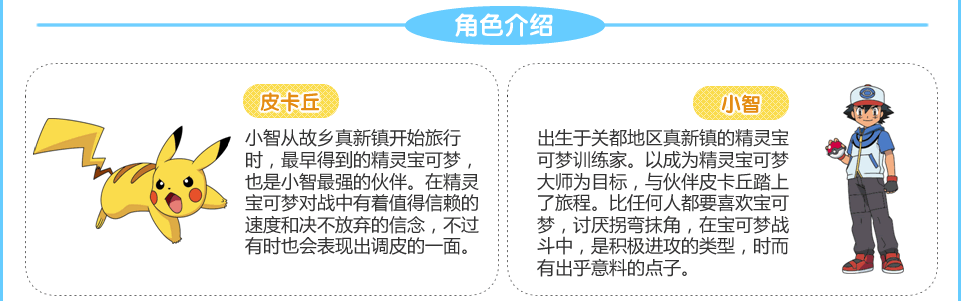 角色介绍
皮卡丘
小智从故乡真新镇开始旅行
时，最早得到的精灵宝可梦，
也是小智最强的伙伴。在精灵
宝可梦对战中有着值得信赖的
速度和决不放弃的信念，不过
有时也会表现出调皮的一面。
小智
出生于关都地区真新镇的精灵宝
可梦训练家。以成为精灵宝可梦
大师为目标，与伙伴皮卡丘踏上
了旅程。比任何人都要喜欢宝可
梦，讨厌拐弯抹角，在宝可梦战
斗中，是积极进攻的类型，时而
有出乎意料的点子。